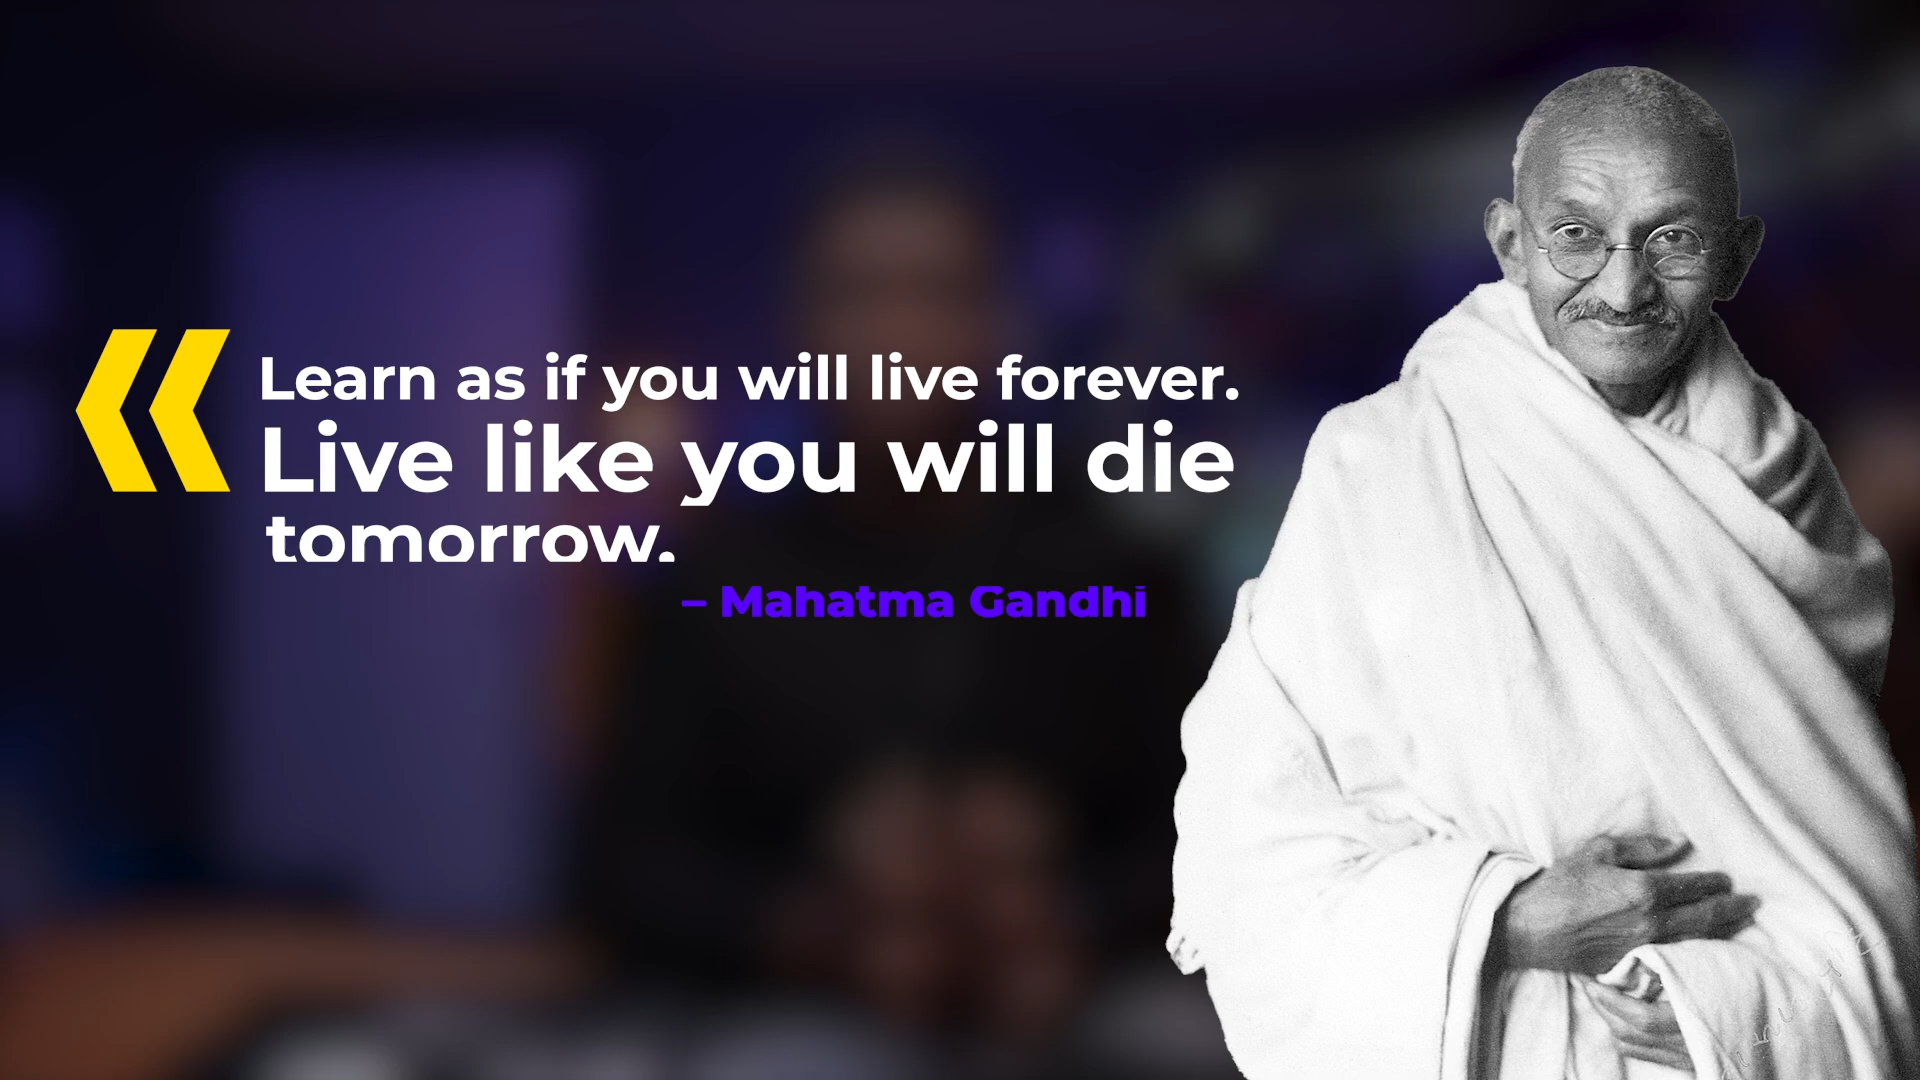 Learn as if you will live forever.
Live like you will die
tomorrow.
– Mahatma Gandhi